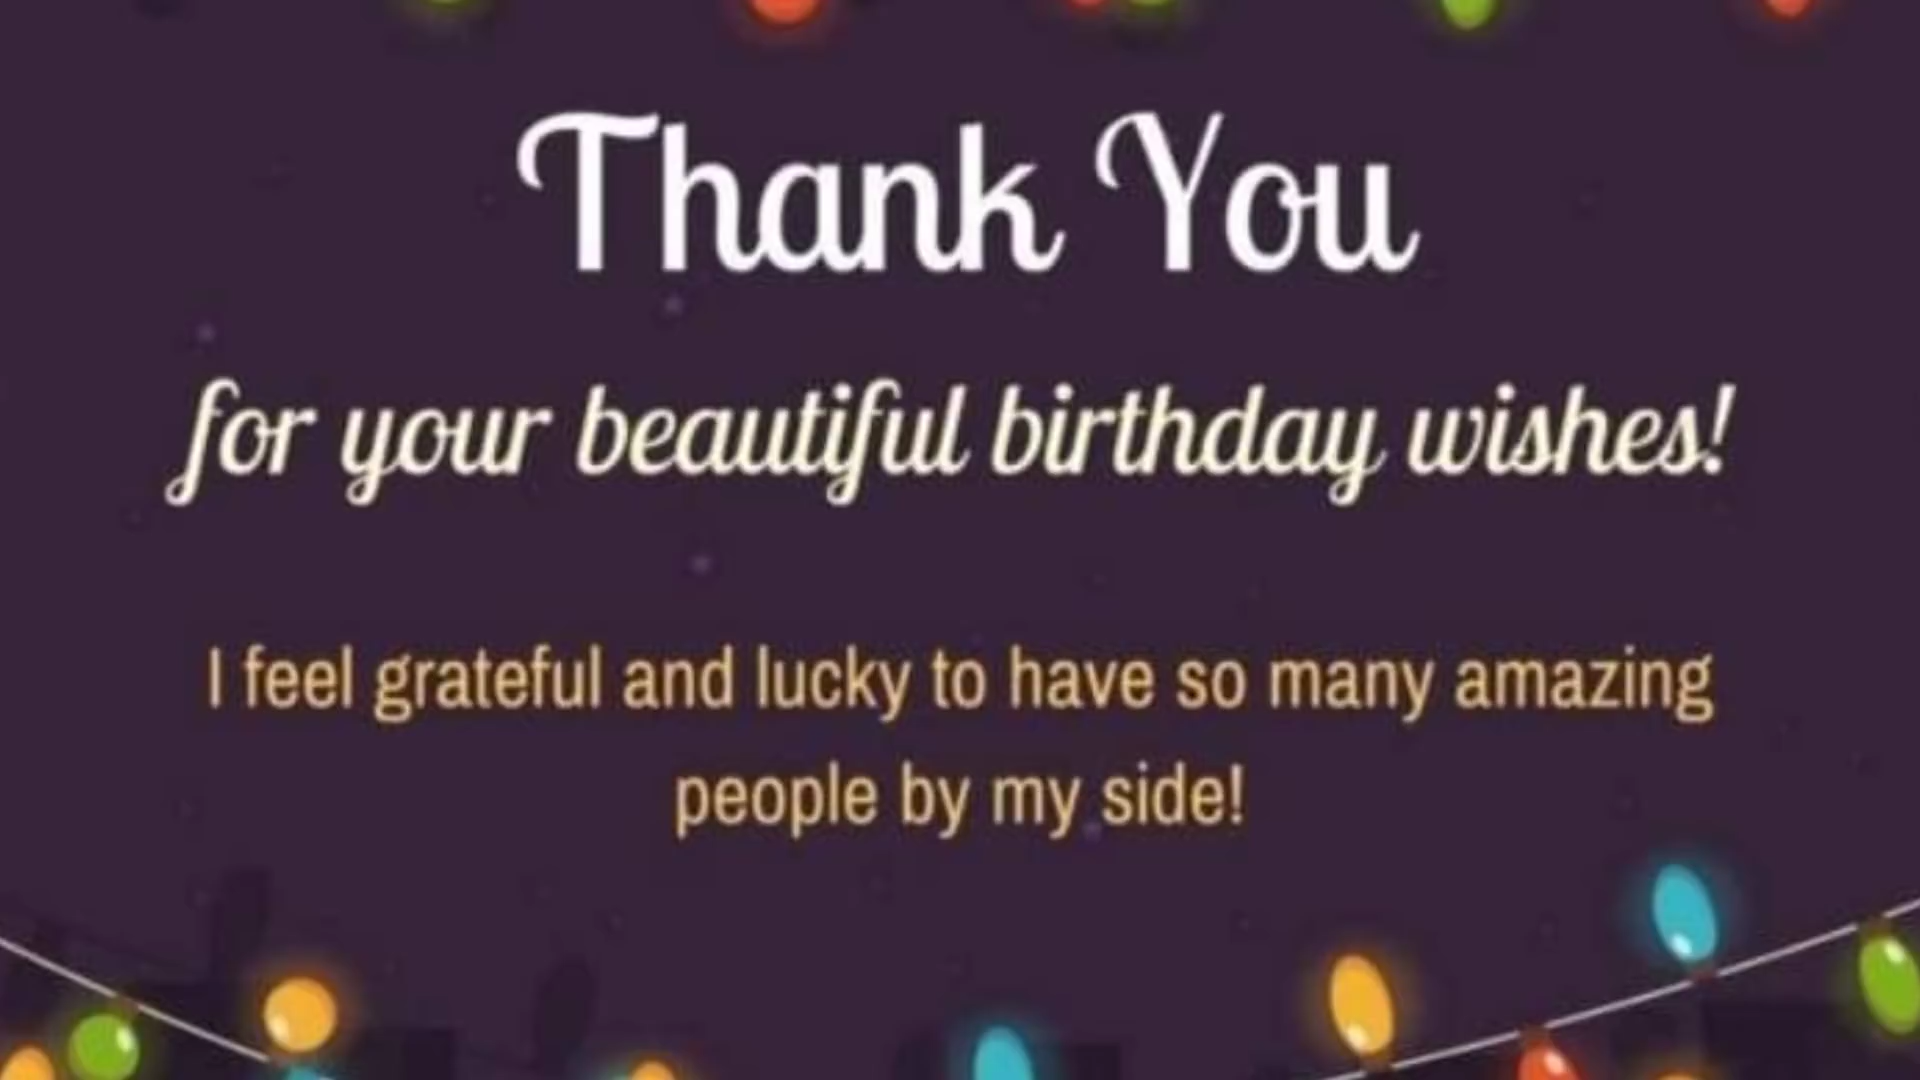 Thank You
for your beautiful birthday wishes!
I feel grateful and lucky to have so many amazing
people by my side!